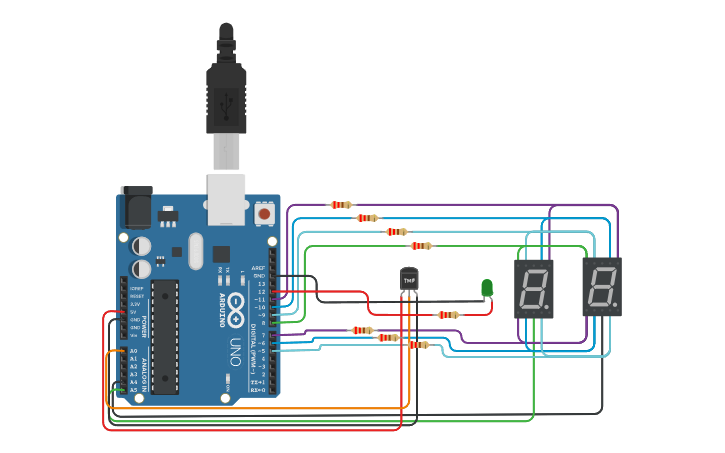 AREF
GND
13
12
~11
~10
~9
8
7
~6
~5
4
~3
2
TX→1
RX←0
DIGITAL (PWM~)
IOREF
RESET
3.3V
5V
GND
GND
Vin
POWER
A0
A1
A2
A3
A4
A5
ANALOG IN
RX
TX
L
ARDUINO
UNO
ON
TMP